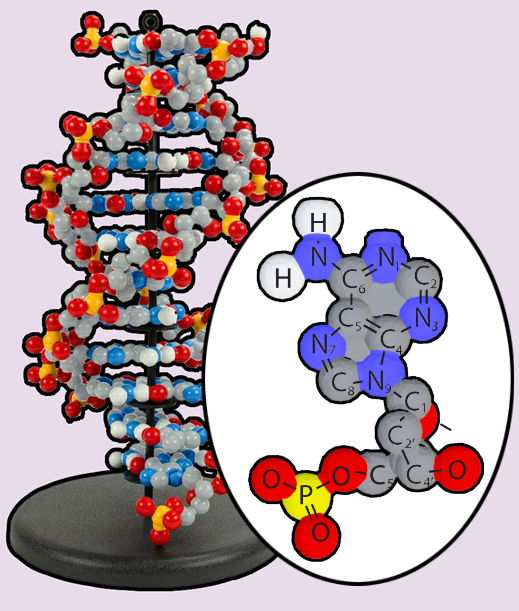 H
H
N
N₁
C₆
C₂
C₅
N₃
N₇
C₄
C₈
N₉
C₁
C₂'
O
C₅'
C₄'
O
O
P
O